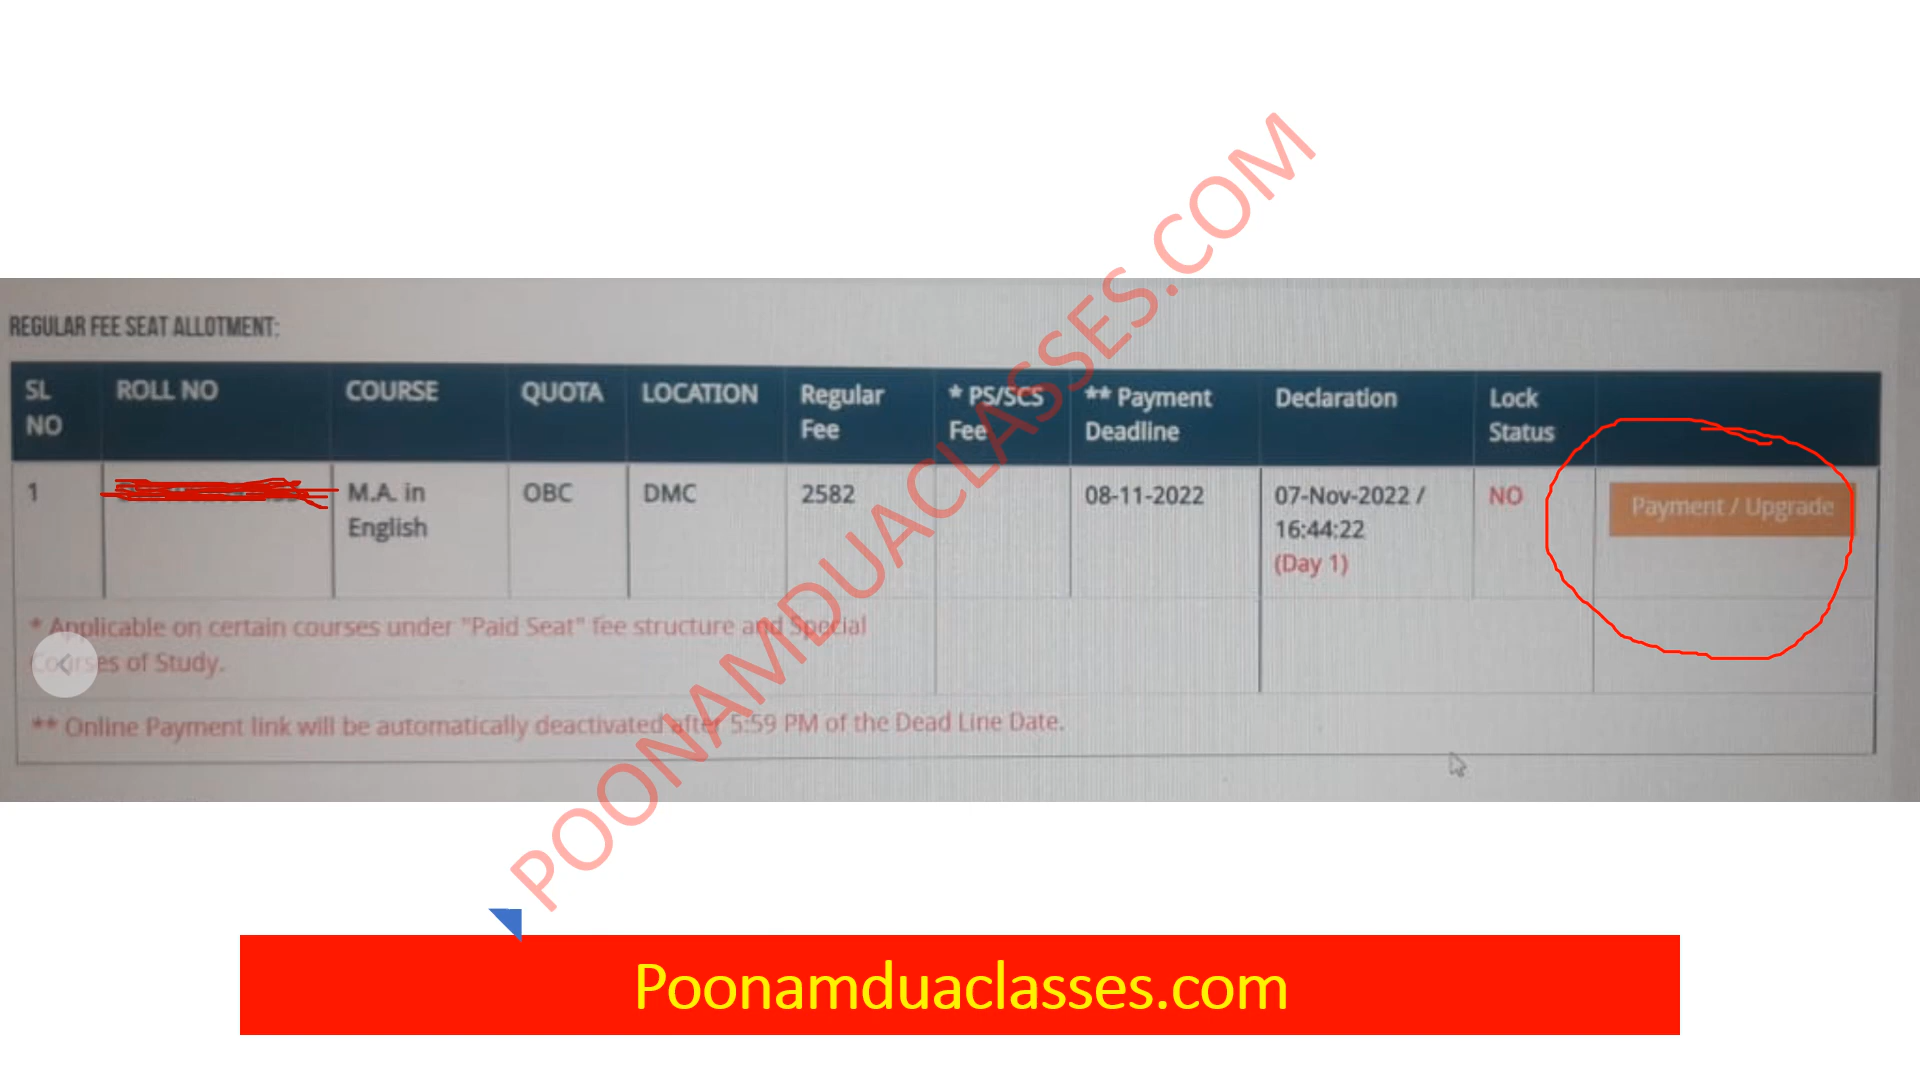 POONAMDUACLASSES.COM
REGULAR FEE SEAT ALLOTMENT:
SL NO
ROLL NO
COURSE
QUOTA
LOCATION
Regular Fee
* PS/SCS Fee
** Payment Deadline
Declaration
Lock Status
1
M.A. in English
OBC
DMC
2582
08-11-2022
07-Nov-2022 /
16:44:22
(Day 1)
NO
Payment / Upgrade
* Applicable on certain courses under "Paid Seat" fee structure and Special
Courses of Study.
** Online Payment link will be automatically deactivated after 5:59 PM of the Dead Line Date.
Poonamduaclasses.com